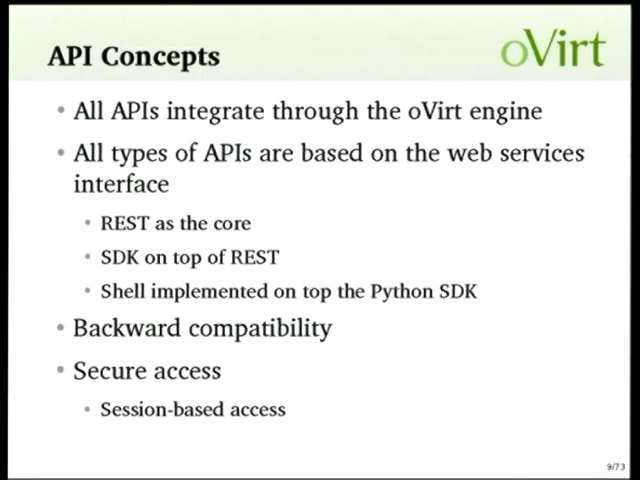 API Concepts
oVirt
• All APIs integrate through the oVirt engine
• All types of APIs are based on the web services
interface
• REST as the core
• SDK on top of REST
• Shell implemented on top the Python SDK
• Backward compatibility
• Secure access
• Session-based access
9/73